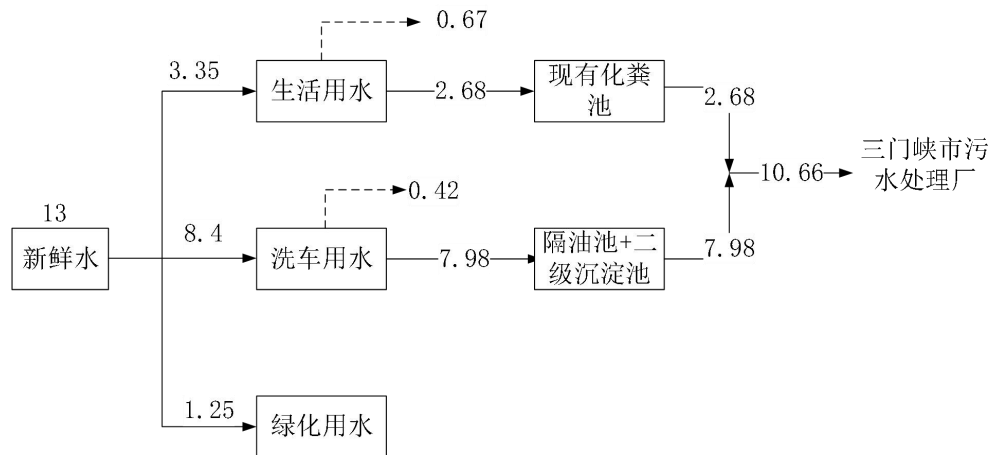 0.67
3.35
生活用水
2.68
现有化粪
池
2.68
三门峡市污
水处理厂
10.66
0.42
13
新鲜水
8.4
洗车用水
7.98
隔油池+二
级沉淀池
7.98
1.25
绿化用水